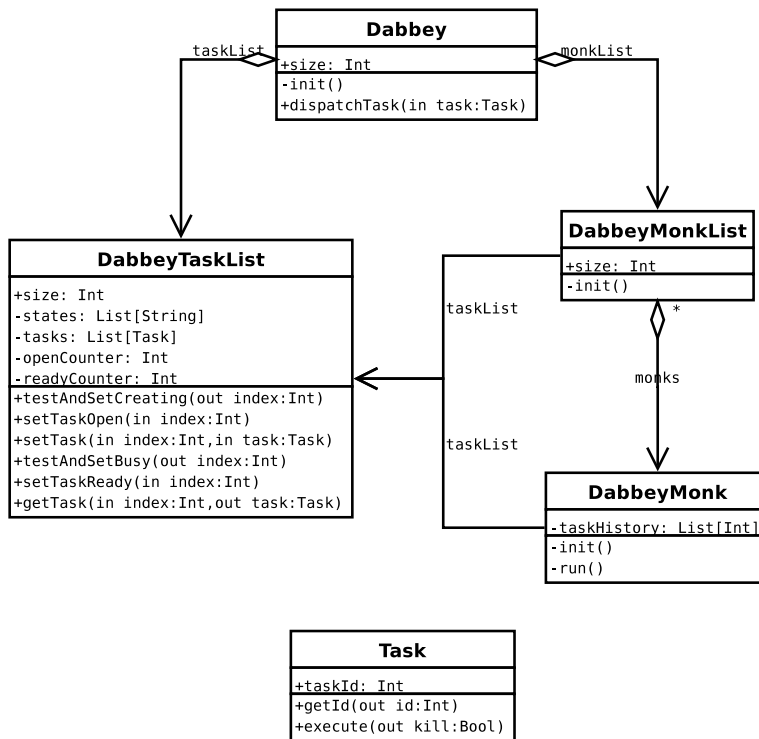 Dabbey
+size: Int
-init()
+dispatchTask(in task:Task)
taskList
monkList
DabbeyMonkList
+size: Int
-init()
DabbeyTaskList
+size: Int
-states: List[String]
-tasks: List[Task]
-openCounter: Int
-readyCounter: Int
+testAndSetCreating(out index:Int)
+setTaskOpen(in index:Int)
+setTask(in index:Int,in task:Task)
+testAndSetBusy(out index:Int)
+setTaskReady(in index:Int)
+getTask(in index:Int,out task:Task)
taskList
*
monks
taskList
DabbeyMonk
-taskHistory: List[Int]
-init()
-run()
Task
+taskId: Int
+getId(out id:Int)
+execute(out kill:Bool)